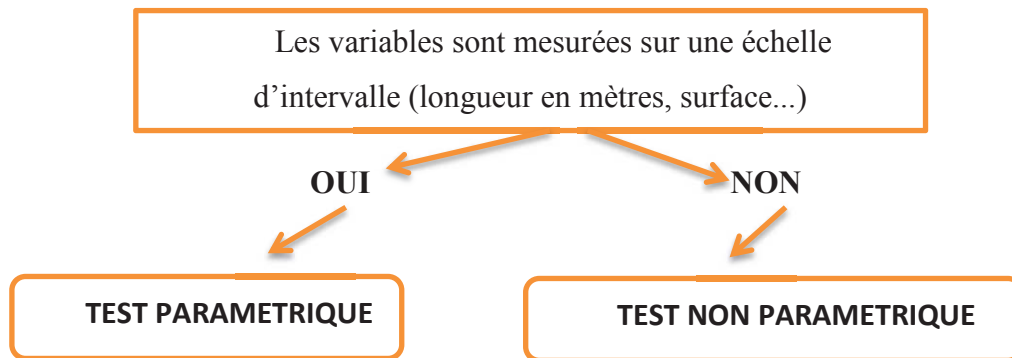 Les variables sont mesurées sur une échelle
d’intervalle (longueur en mètres, surface...)
OUI
NON
TEST PARAMETRIQUE
TEST NON PARAMETRIQUE